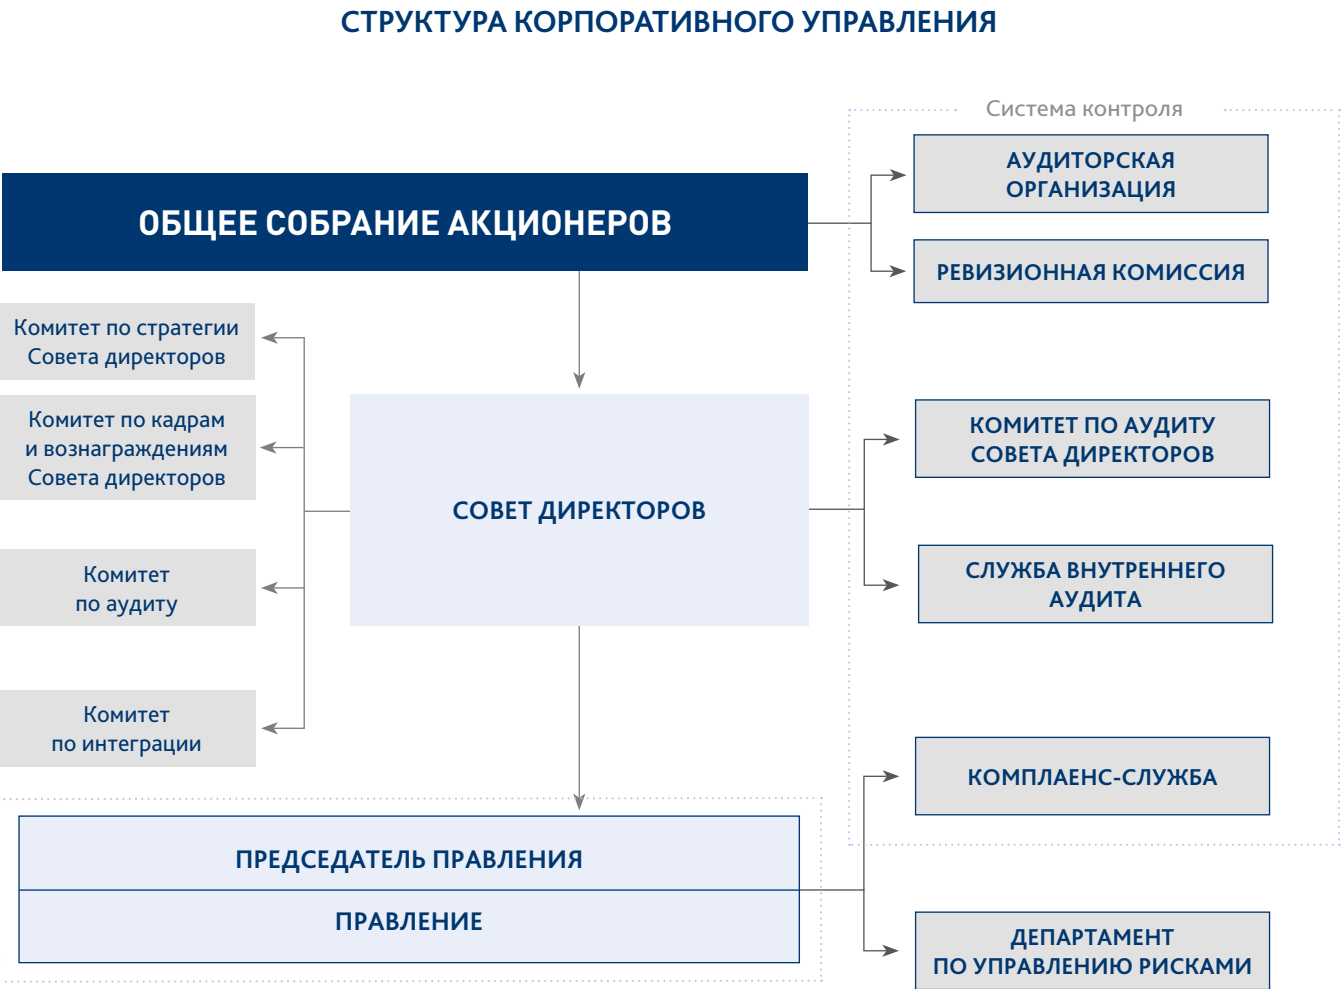 СТРУКТУРА КОРПОРАТИВНОГО УПРАВЛЕНИЯ
Система контроля
АУДИТОРСКАЯ
ОРГАНИЗАЦИЯ
ОБЩЕЕ СОБРАНИЕ АКЦИОНЕРОВ
РЕВИЗИОННАЯ КОМИССИЯ
Комитет по стратегии
Совета директоров
Комитет по кадрам
и вознаграждениям
Совета директоров
Комитет
по аудиту
Комитет
по интеграции
СОВЕТ ДИРЕКТОРОВ
КОМИТЕТ ПО АУДИТУ
СОВЕТА ДИРЕКТОРОВ
СЛУЖБА ВНУТРЕННЕГО
АУДИТА
КОМПЛАЕНС-СЛУЖБА
ПРЕДСЕДАТЕЛЬ ПРАВЛЕНИЯ
ПРАВЛЕНИЕ
ДЕПАРТАМЕНТ
ПО УПРАВЛЕНИЮ РИСКАМИ